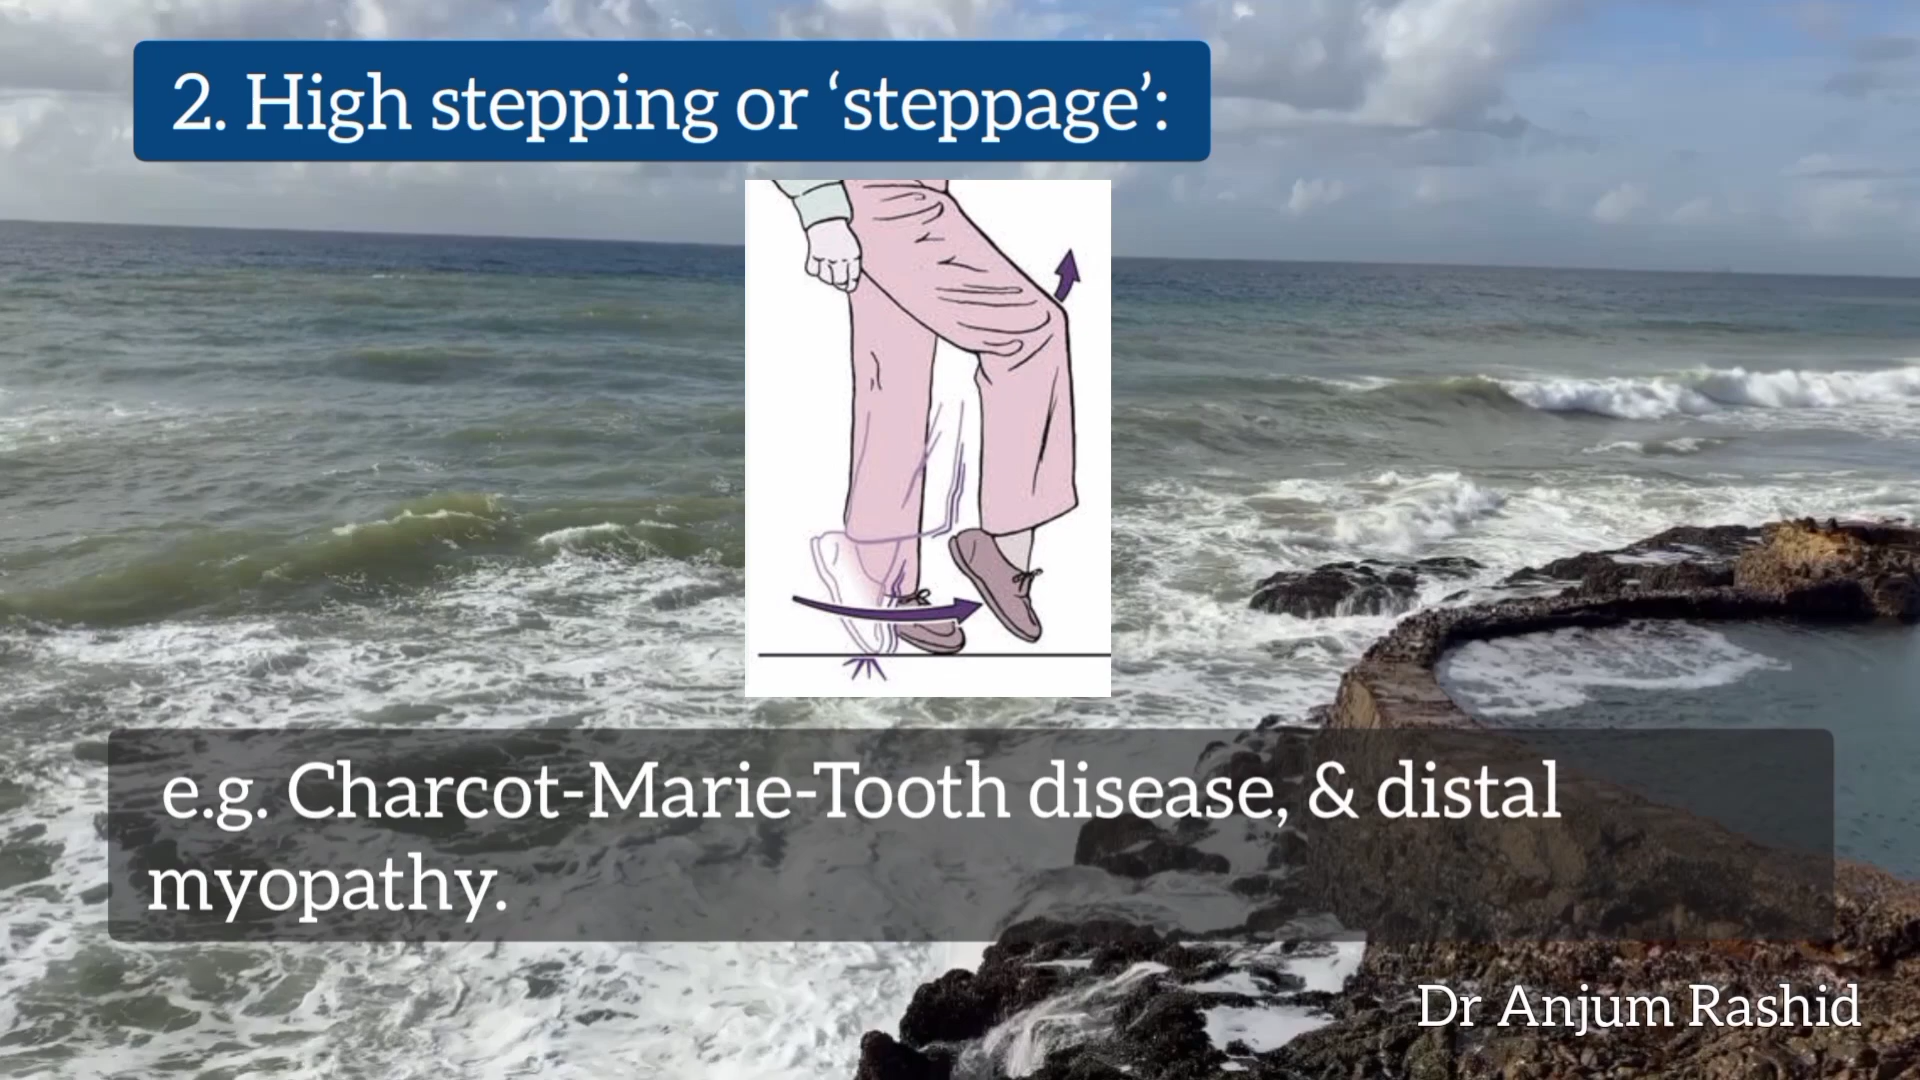 2. High stepping or ‘steppage’:
e.g. Charcot-Marie-Tooth disease, & distal
myopathy.
Dr Anjum Rashid